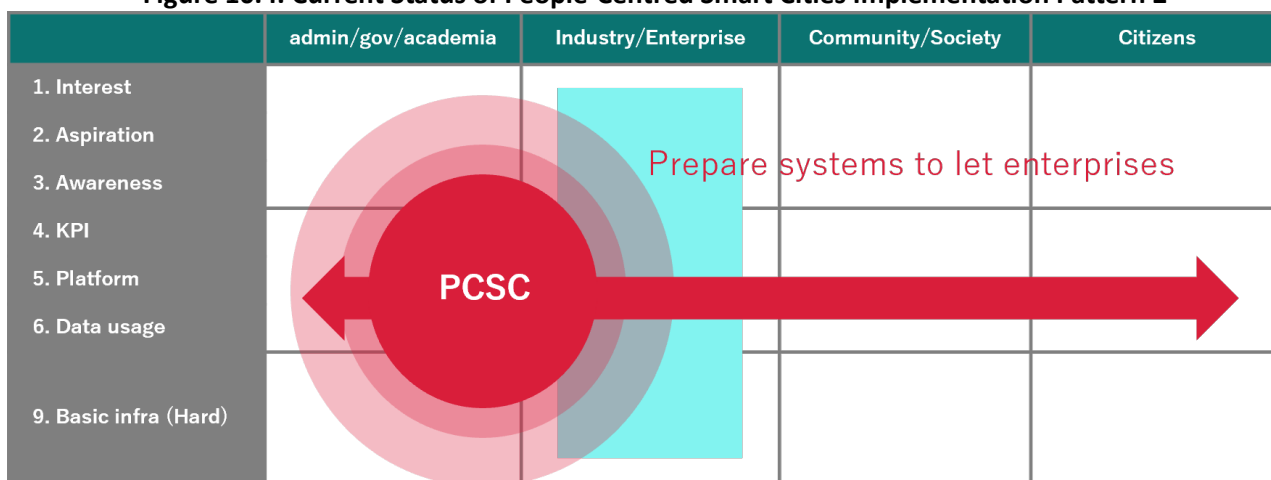 admin/gov/academia Industry/Enterprise Community/Society Citizens
1. Interest
2. Aspiration
Prepare systems to let enterprises
3. Awareness
4. KPI
5. Platform
PCSC
6. Data usage
9. Basic infra (Hard)